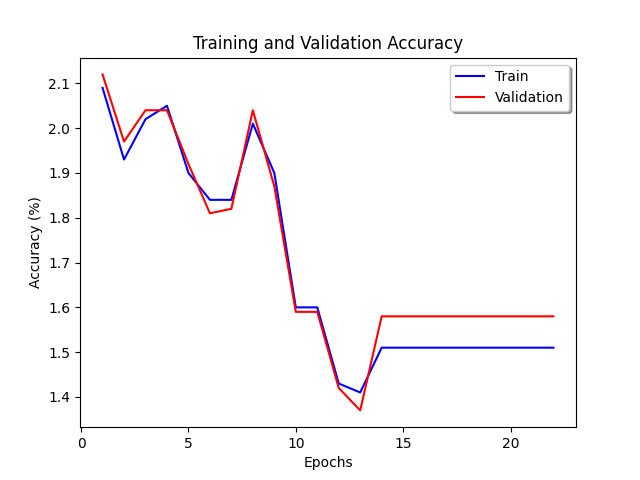 Training and Validation Accuracy
Train
Validation
Accuracy (%)
2.1
2.0
1.9
1.8
1.7
1.6
1.5
1.4
0 5 10 15 20
Epochs